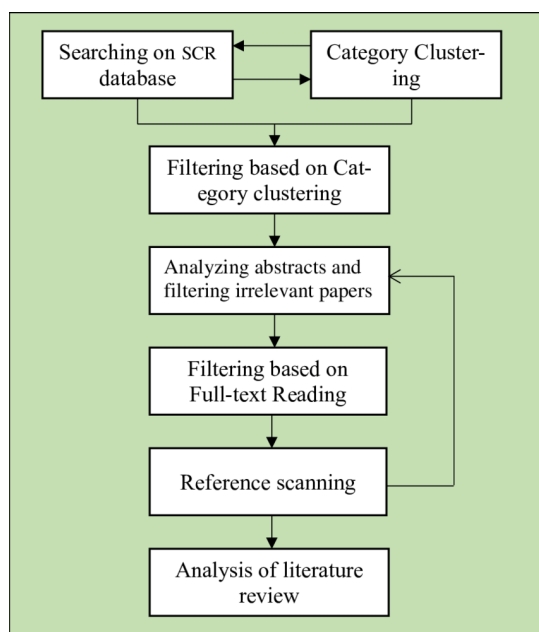 Searching on SCR
database
Category Cluster-
ing
Filtering based on Cat-
egory clustering
Analyzing abstracts and
filtering irrelevant papers
Filtering based on
Full-text Reading
Reference scanning
Analysis of literature
review